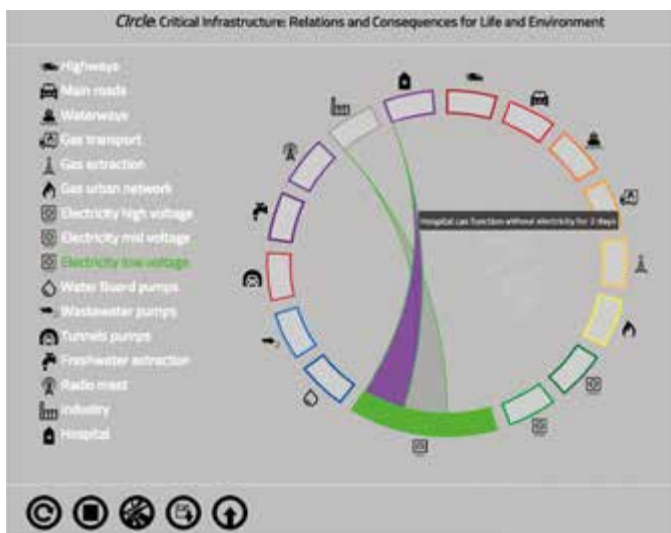 CIrcle: Critical Infrastructure: Relations and Consequences for Life and Environment
Highways
Main roads
Waterways
Gas transport
Gas extraction
Gas urban network
Electricity high voltage
Electricity mid voltage
Electricity low voltage
Water Board pumps
Wastewater pumps
Tunnels pumps
Freshwater extraction
Radio mast
Industry
Hospital
Hospital can function without electricity for 2 days